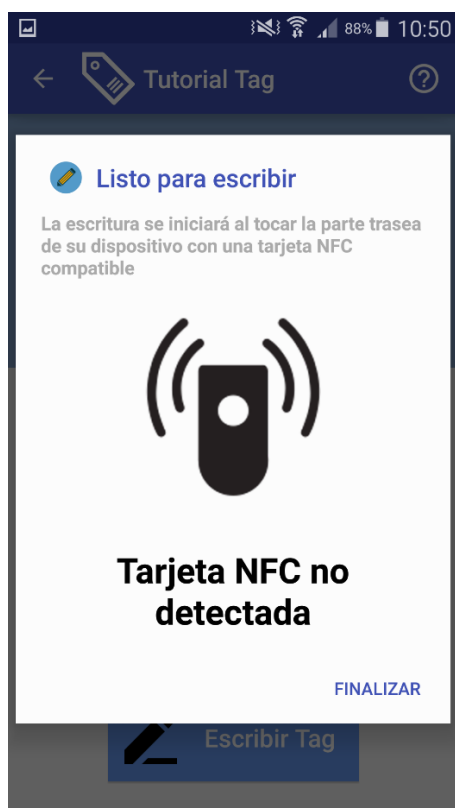 88% 10:50
Tutorial Tag
Listo para escribir
La escritura se iniciará al tocar la parte trasea
de su dispositivo con una tarjeta NFC
compatible
Tarjeta NFC no
detectada
FINALIZAR
Escribir Tag